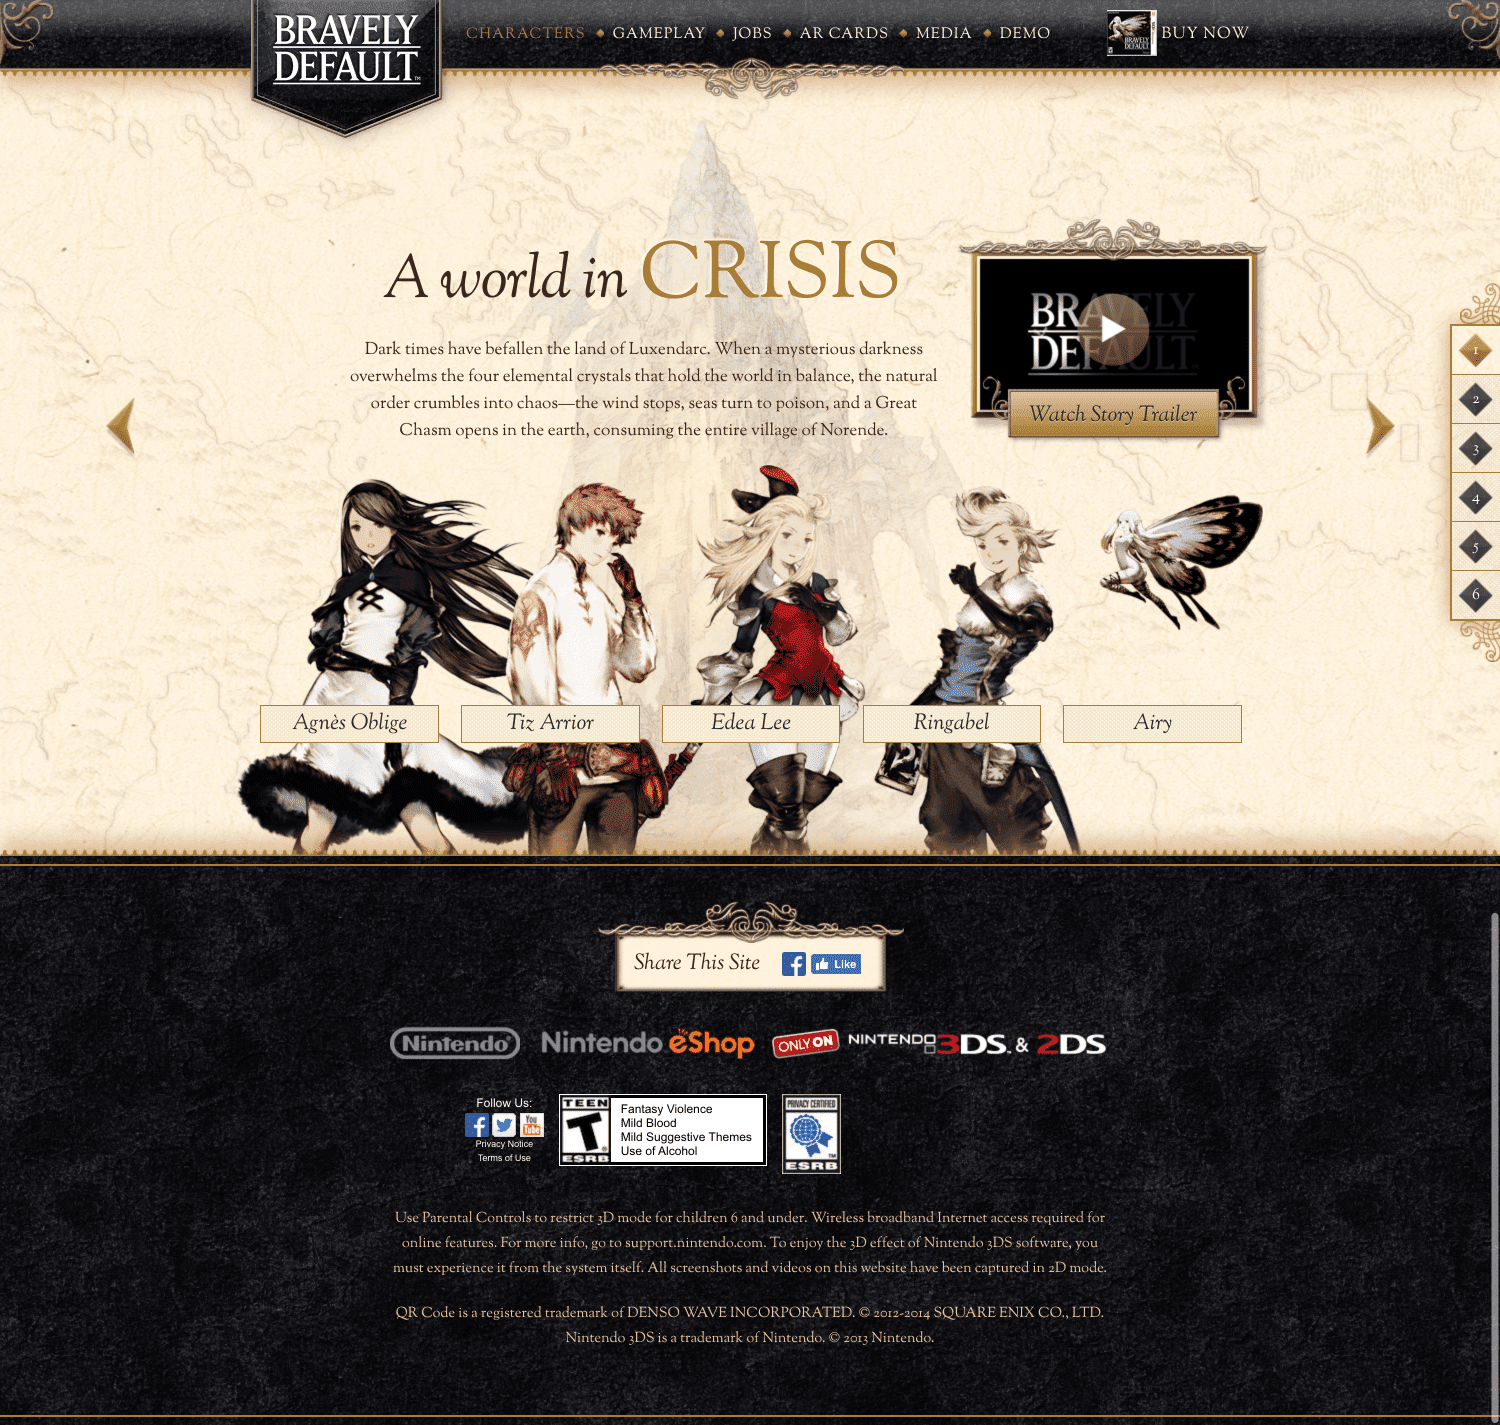 BRAVELY
DEFAULT™
CHARACTERS
GAMEPLAY
JOBS
AR CARDS
MEDIA
DEMO
BUY NOW
A world in CRISIS
Dark times have befallen the land of Luxendarc. When a mysterious darkness
overwhelms the four elemental crystals that hold the world in balance, the natural
order crumbles into chaos—the wind stops, seas turn to poison, and a Great
Chasm opens in the earth, consuming the entire village of Norende.
BRAVELY
DEFAULT
Watch Story Trailer
1
2
3
4
5
6
Agnès Oblige
Tiz Arrior
Edea Lee
Ringabel
Airy
Share This Site
Like
Nintendo®
Nintendo eShop
ONLY ON
NINTENDO 3DS™ & 2DS
Follow Us:
You
Tube
Privacy Notice
Terms of Use
TEEN
T
ESRB
Fantasy Violence
Mild Blood
Mild Suggestive Themes
Use of Alcohol
PRIVACY CERTIFIED
™
ESRB
Use Parental Controls to restrict 3D mode for children 6 and under. Wireless broadband Internet access required for
online features. For more info, go to support.nintendo.com. To enjoy the 3D effect of Nintendo 3DS software, you
must experience it from the system itself. All screenshots and videos on this website have been captured in 2D mode.
QR Code is a registered trademark of DENSO WAVE INCORPORATED. © 2012-2014 SQUARE ENIX CO., LTD.
Nintendo 3DS is a trademark of Nintendo. © 2013 Nintendo.